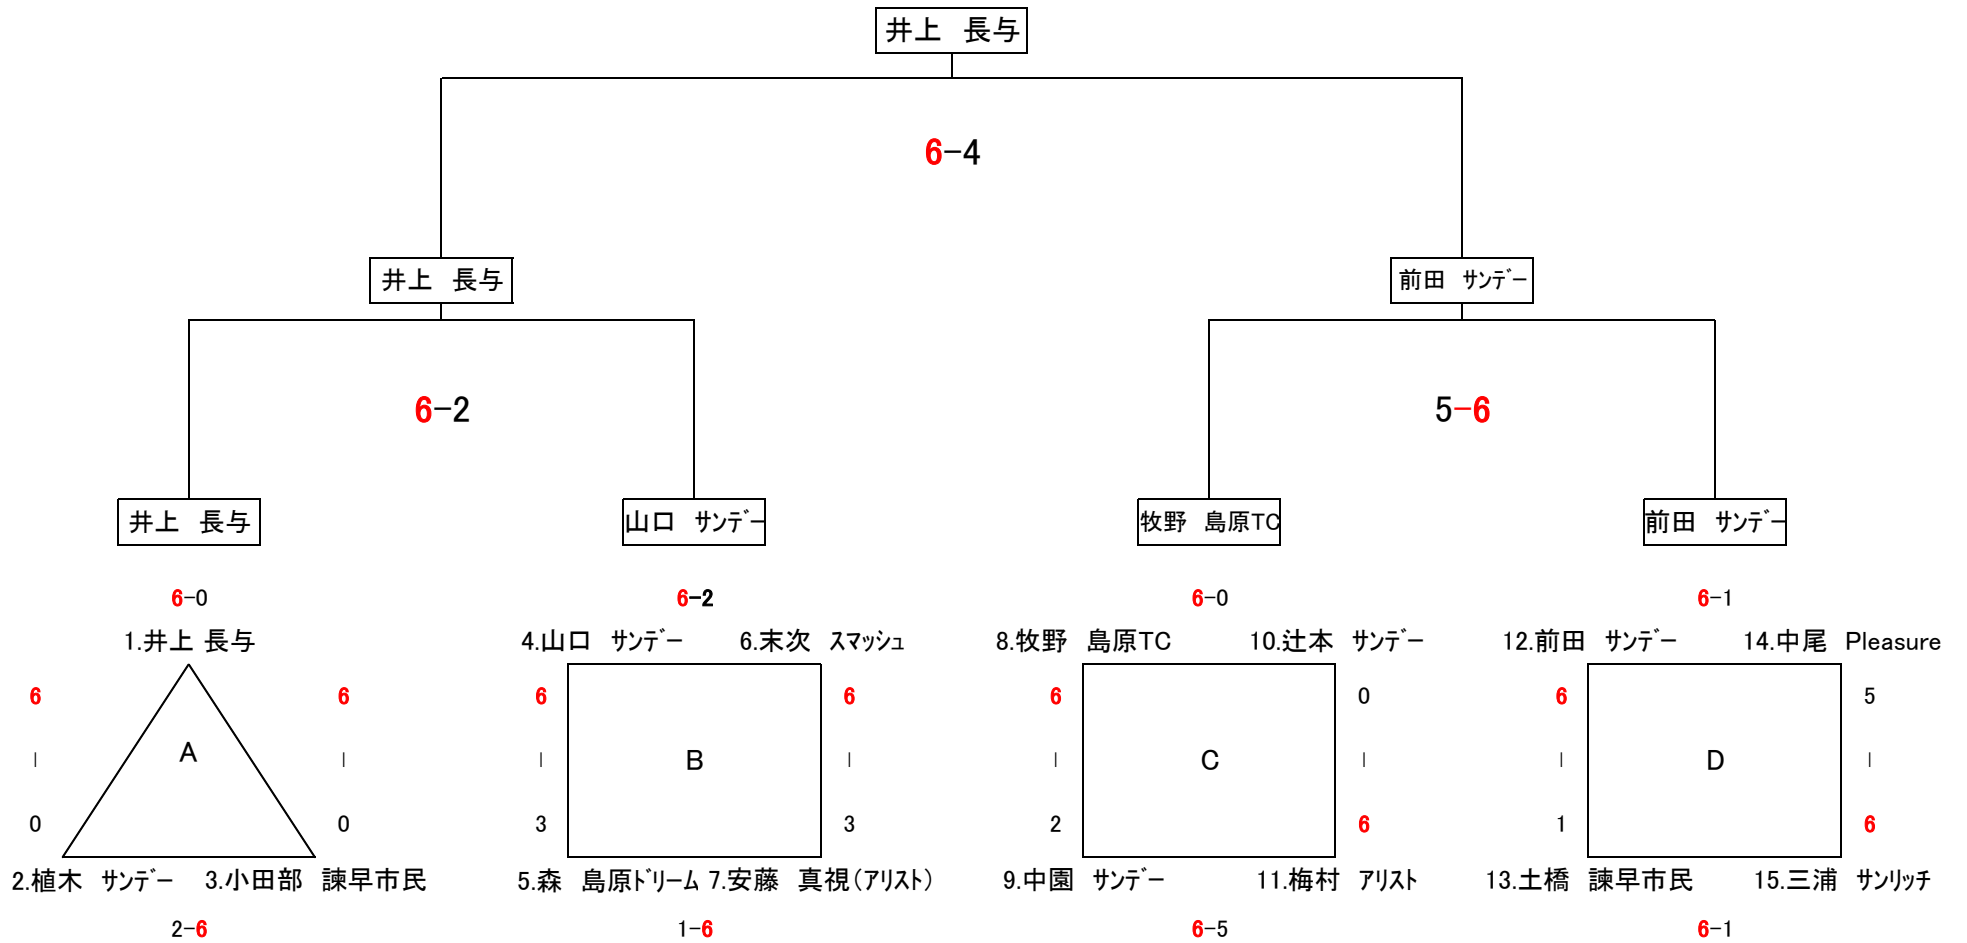 井上　長与
6-4
井上　長与
前田　ｻﾝﾃﾞｰ
6-2
5-6
井上　長与
山口　ｻﾝﾃﾞｰ
牧野　島原TC
前田　ｻﾝﾃﾞｰ
6-0
6-2
6-0
6-1
1.井上 長与
4.山口　ｻﾝﾃﾞｰ
6.末次　ｽﾏｯｼｭ
8.牧野　島原TC
10.辻本　ｻﾝﾃﾞｰ
12.前田　ｻﾝﾃﾞｰ
14.中尾　Pleasure
6
6
6
6
6
0
6
5
|
A
|
|
B
|
|
C
|
|
D
|
0
0
3
3
2
6
1
6
2.植木　ｻﾝﾃﾞｰ
3.小田部　諫早市民
5.森　島原ﾄﾞﾘｰﾑ
7.安藤　真視(ｱﾘｽﾄ)
9.中園　ｻﾝﾃﾞｰ
11.梅村　ｱﾘｽﾄ
13.土橋　諫早市民
15.三浦　ｻﾝﾘｯﾁ
2-6
1-6
6-5
6-1